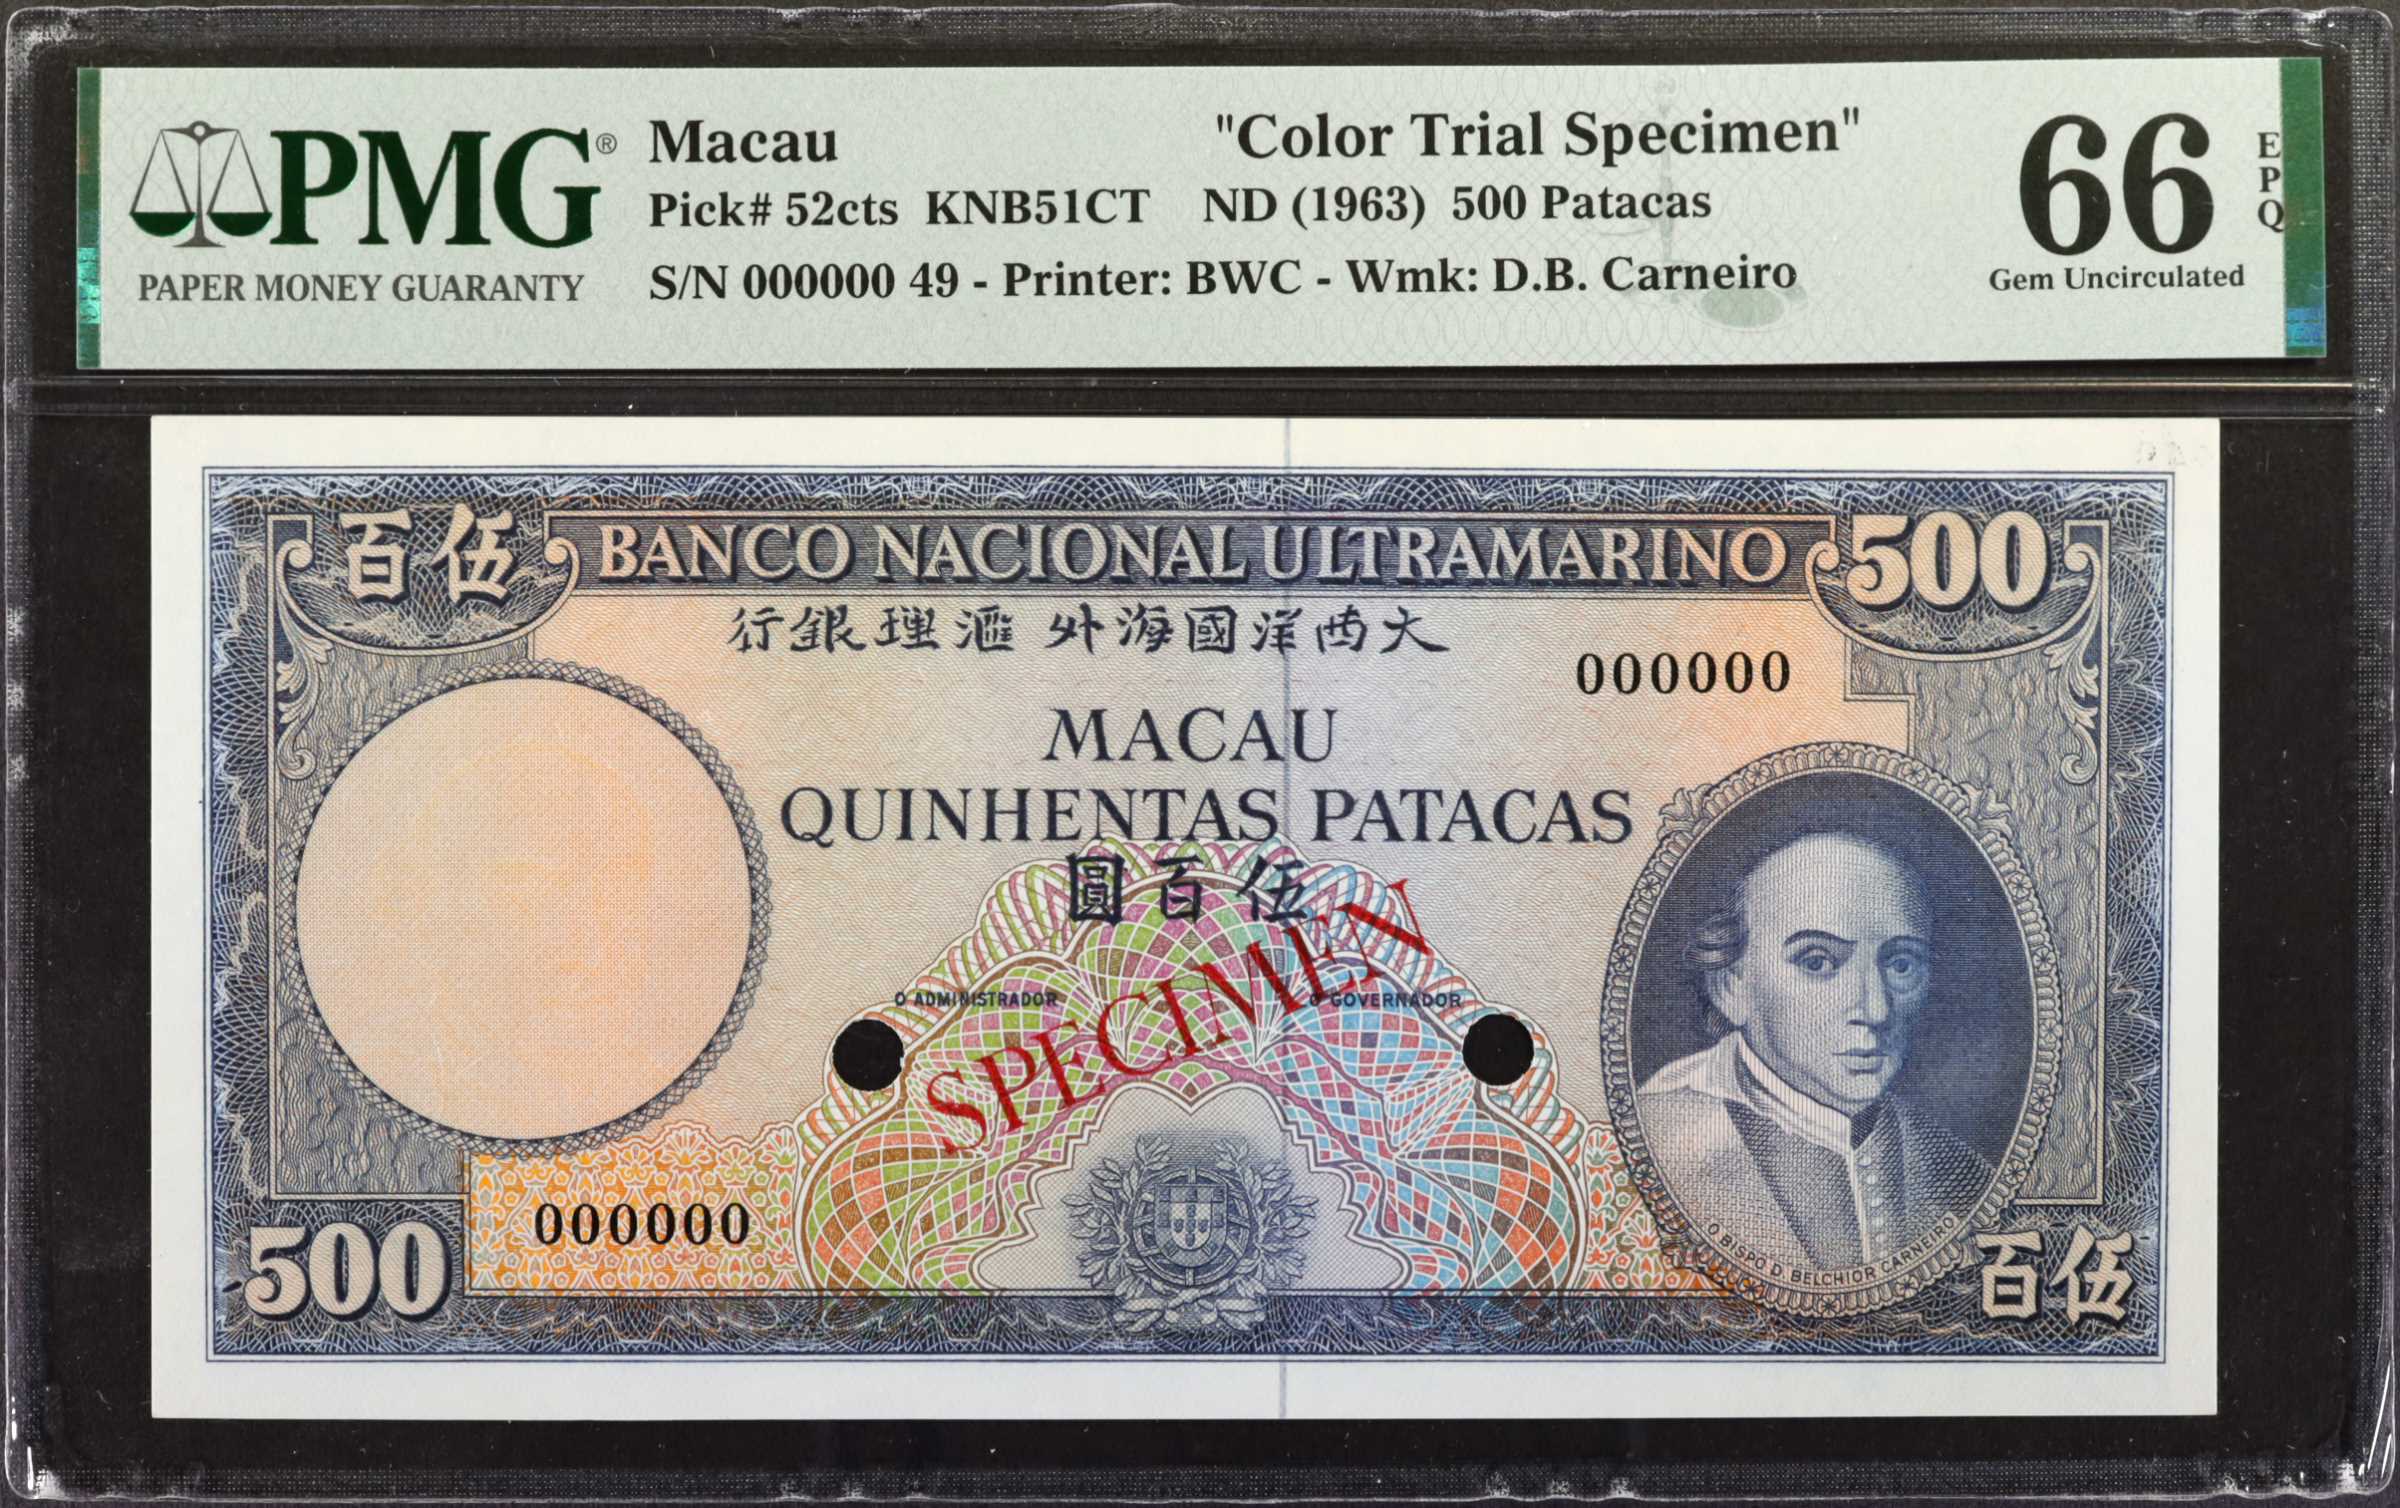 PMG®
PAPER MONEY GUARANTY
Macau "Color Trial Specimen"
Pick# 52cts KNB51CT ND (1963) 500 Patacas
S/N 000000 49 - Printer: BWC - Wmk: D.B. Carneiro
66
EPQ
Gem Uncirculated
百伍
BANCO NACIONAL ULTRAMARINO
500
行銀理滙外海國洋西大
000000
MACAU
QUINHENTAS PATACAS
圓百伍
O ADMINISTRADOR
O GOVERNADOR
SPECIMEN
000000
500
O BISPO D. BELCHIOR CARNEIRO
百伍